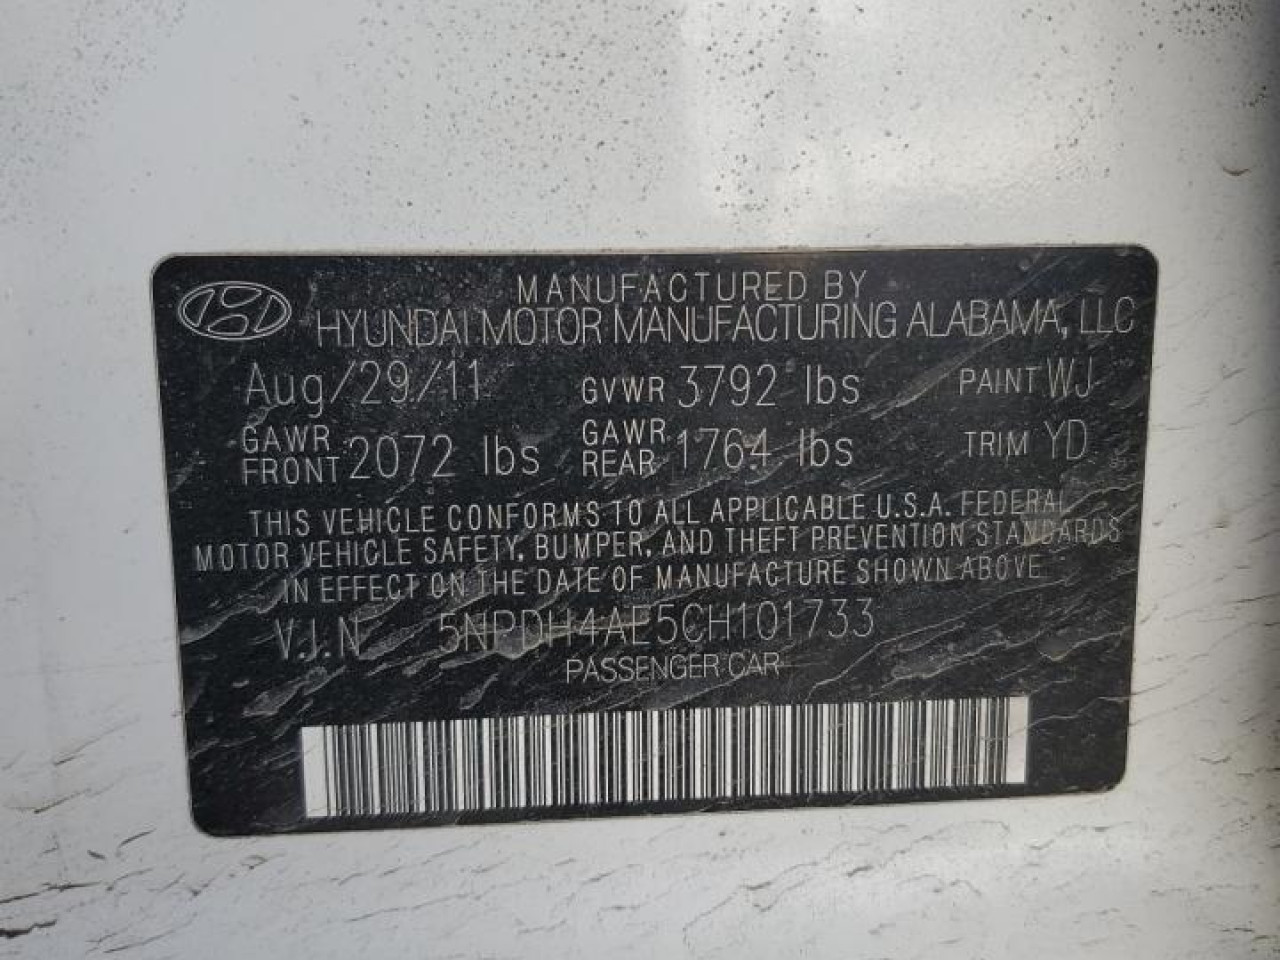 MANUFACTURED BY
HYUNDAI MOTOR MANUFACTURING ALABAMA, LLC
Aug/29/11 GVWR 3792 lbs PAINT WJ
GAWR FRONT 2072 lbs GAWR REAR 1764 lbs TRIM YD
THIS VEHICLE CONFORMS TO ALL APPLICABLE U.S.A. FEDERAL
MOTOR VEHICLE SAFETY, BUMPER, AND THEFT PREVENTION STANDARDS
IN EFFECT ON THE DATE OF MANUFACTURE SHOWN ABOVE
V.I.N 5NPDH4AE5CH101733
PASSENGER CAR